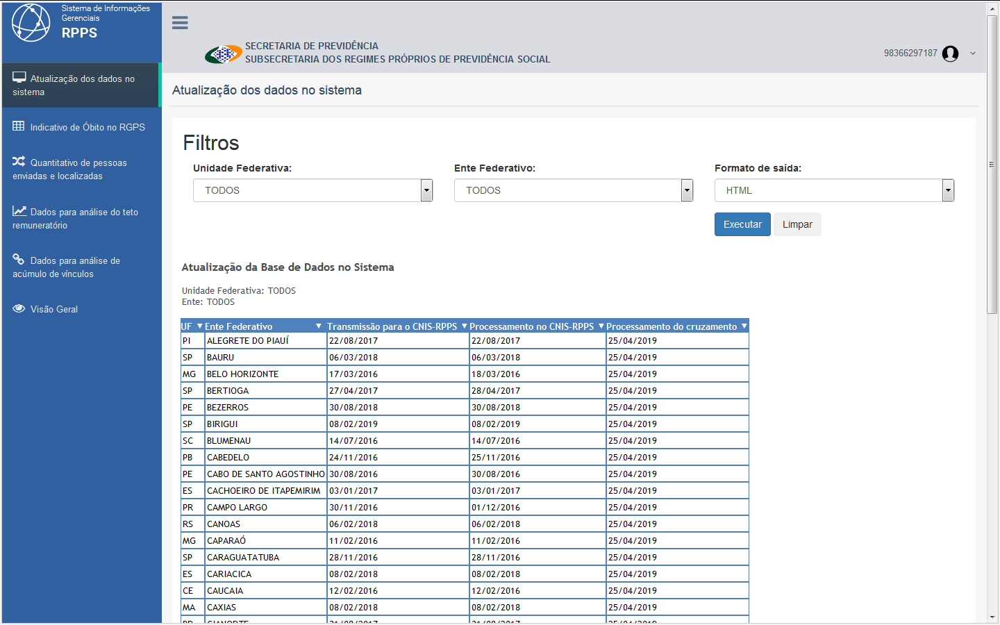 Sistema de Informações
Gerenciais
RPPS
SECRETARIA DE PREVIDÊNCIA
SUBSECRETARIA DOS REGIMES PRÓPRIOS DE PREVIDÊNCIA SOCIAL
98366297187
Atualização dos dados no
sistema
Indicativo de Óbito no RGPS
Quantitativo de pessoas
enviadas e localizadas
Dados para análise do teto
remuneratório
Dados para análise de
acúmulo de vínculos
Visão Geral
Atualização dos dados no sistema
Filtros
Unidade Federativa: Ente Federativo: Formato de saída:
TODOS TODOS HTML
Executar Limpar
Atualização da Base de Dados no Sistema
Unidade Federativa: TODOS
Ente: TODOS
UF Ente Federativo Transmissão para o CNIS-RPPS Processamento no CNIS-RPPS Processamento do cruzamento
PI ALEGRETE DO PIAUÍ 22/08/2017 22/08/2017 25/04/2019
SP BAURU 06/03/2018 06/03/2018 25/04/2019
MG BELO HORIZONTE 17/03/2016 18/03/2016 25/04/2019
SP BERTIOGA 27/04/2017 28/04/2017 25/04/2019
PE BEZERROS 30/08/2018 30/08/2018 25/04/2019
SP BIRIGUI 08/02/2019 08/02/2019 25/04/2019
SC BLUMENAU 14/07/2016 14/07/2016 25/04/2019
PB CABEDELO 24/11/2016 25/11/2016 25/04/2019
PE CABO DE SANTO AGOSTINHO 30/08/2016 30/08/2016 25/04/2019
ES CACHOEIRO DE ITAPEMIRIM 03/01/2017 03/01/2017 25/04/2019
PR CAMPO LARGO 30/11/2016 01/12/2016 25/04/2019
RS CANOAS 06/02/2018 06/02/2018 25/04/2019
MG CAPARAÓ 11/02/2016 11/02/2016 25/04/2019
SP CARAGUATATUBA 28/11/2016 28/11/2016 25/04/2019
ES CARIACICA 08/02/2018 08/02/2018 25/04/2019
CE CAUCAIA 12/02/2016 12/02/2016 25/04/2019
MA CAXIAS 08/02/2018 08/02/2018 25/04/2019